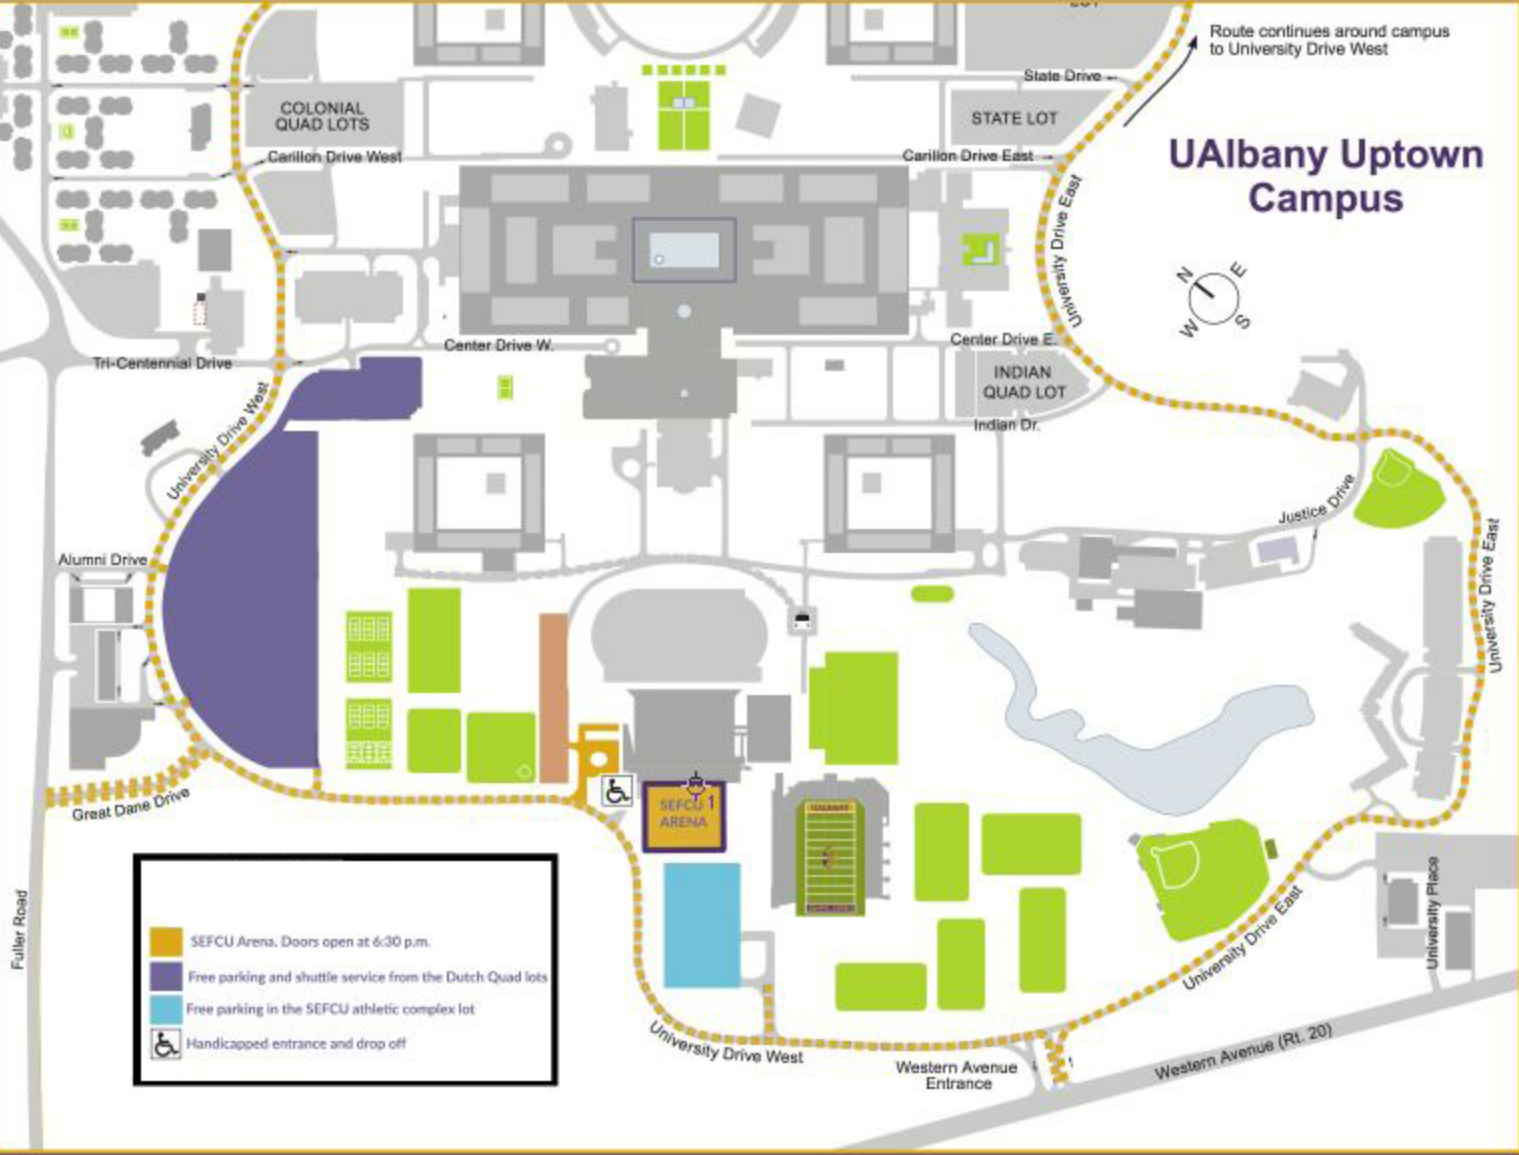 Route continues around campus
to University Drive West
State Drive
COLONIAL
QUAD LOTS
STATE LOT
UAlbany Uptown
Campus
Carillon Drive West
Carillon Drive East
University Drive East
N
E
W
S
Center Drive W.
Center Drive E.
Tri-Centennial Drive
INDIAN
QUAD LOT
University Drive West
Indian Dr.
Justice Drive
Alumni Drive
University Drive East
SEFCU 1
ARENA
Great Dane Drive
University Place
Fuller Road
SEFCU Arena. Doors open at 6:30 p.m.
Free parking and shuttle service from the Dutch Quad lots
Free parking in the SEFCU athletic complex lot
Handicapped entrance and drop off
University Drive East
University Drive West
Western Avenue
Entrance
Western Avenue (Rt. 20)